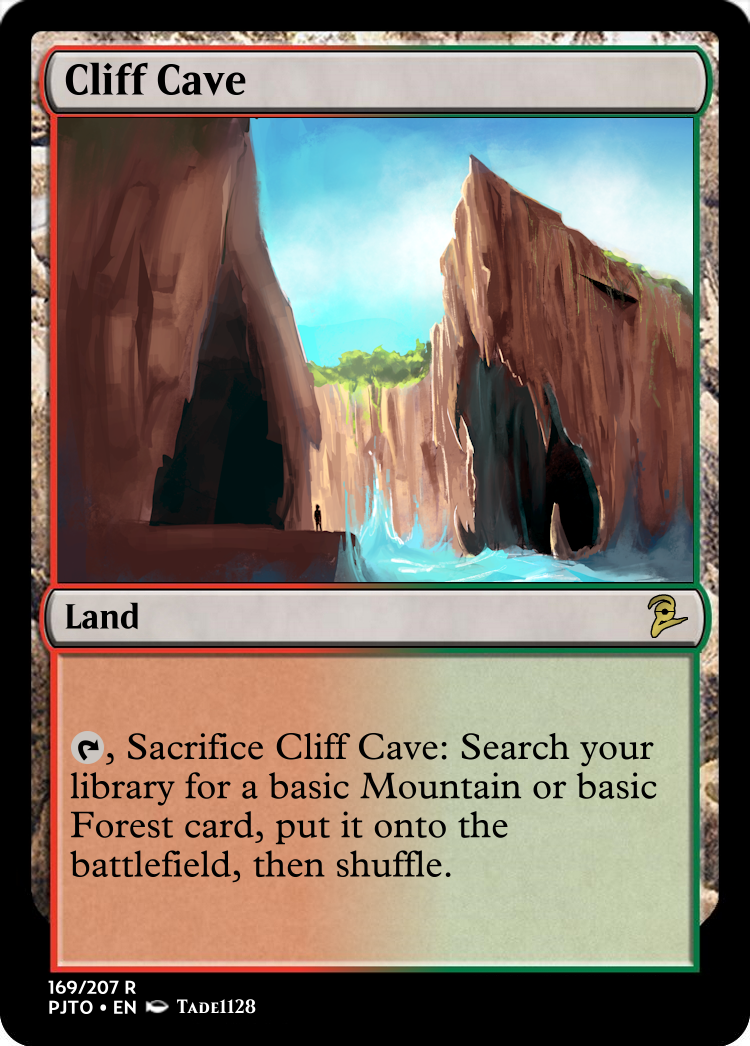 Cliff Cave
Land
, Sacrifice Cliff Cave: Search your
library for a basic Mountain or basic
Forest card, put it onto the
battlefield, then shuffle.
169/207 R
PJTO • EN Tade1128